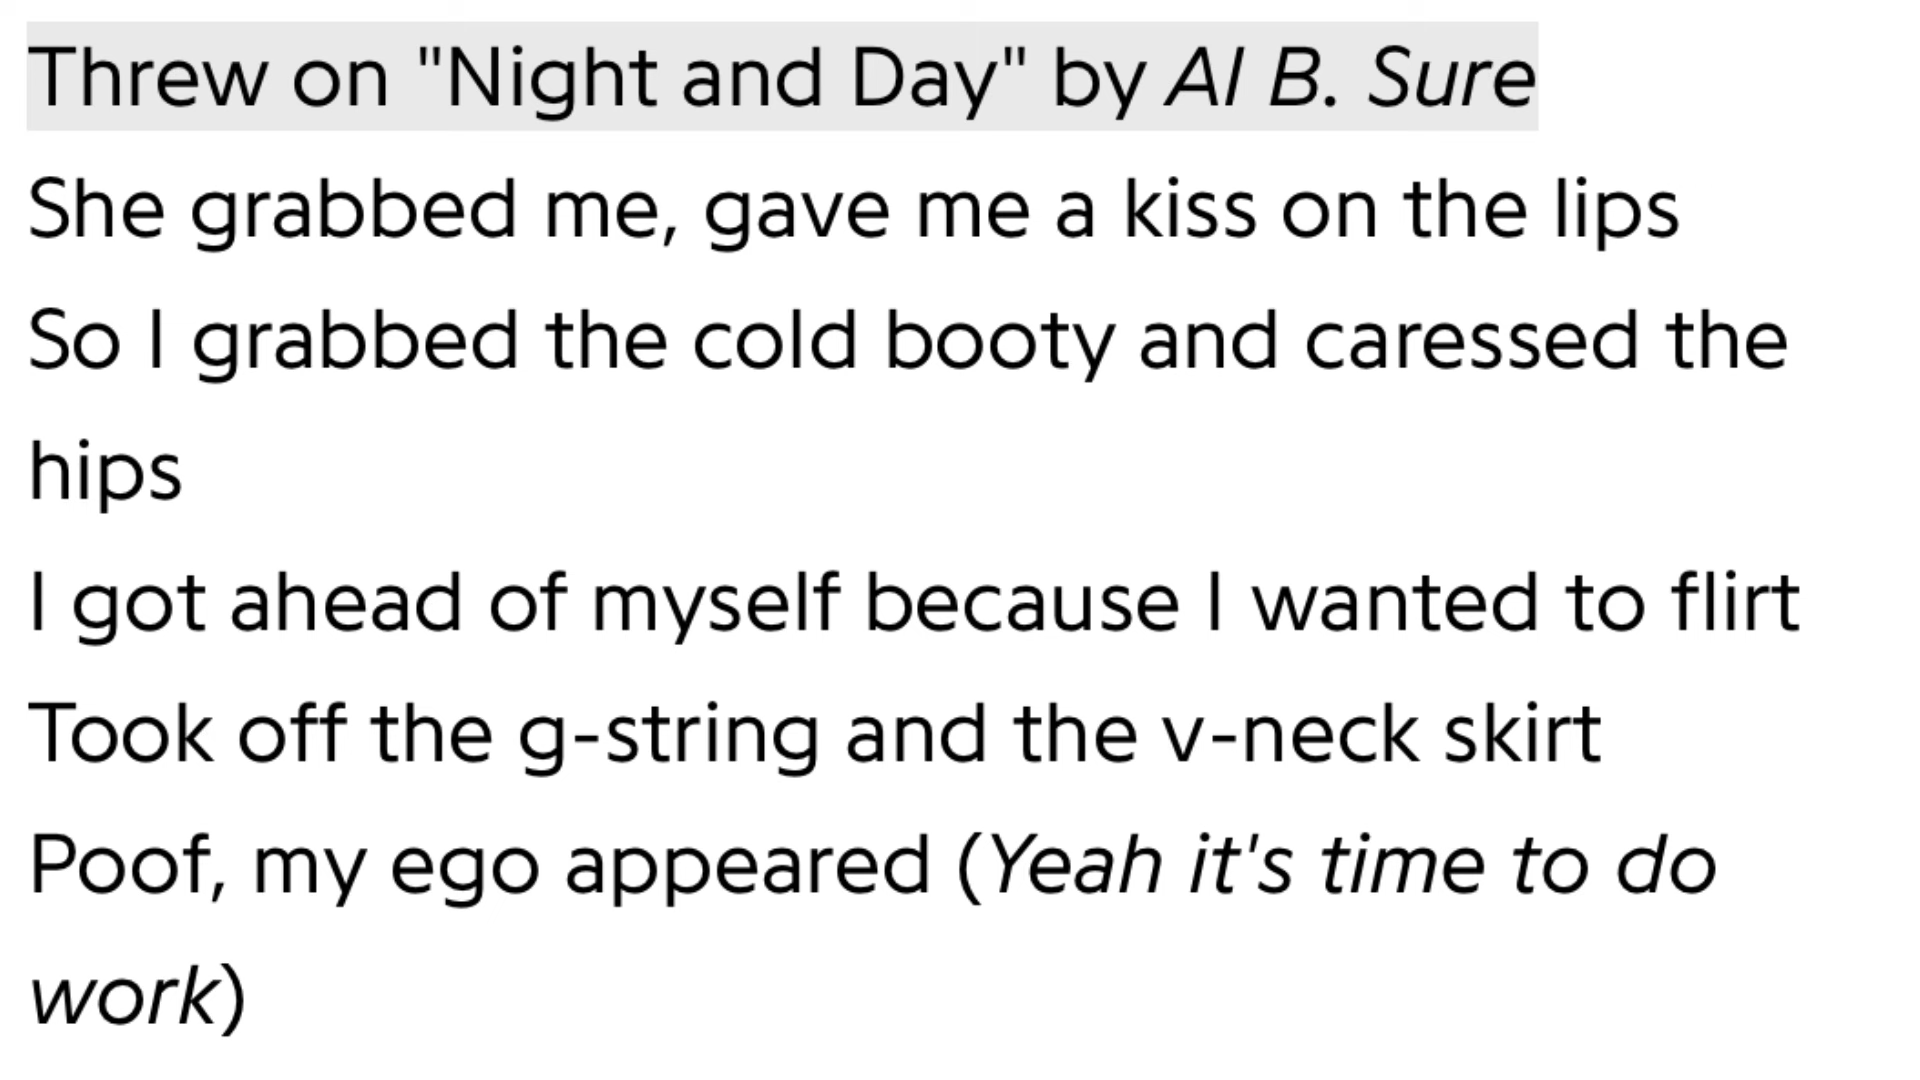 Threw on "Night and Day" by Al B. Sure
She grabbed me, gave me a kiss on the lips
So I grabbed the cold booty and caressed the
hips
I got ahead of myself because I wanted to flirt
Took off the g-string and the v-neck skirt
Poof, my ego appeared (Yeah it's time to do
work)